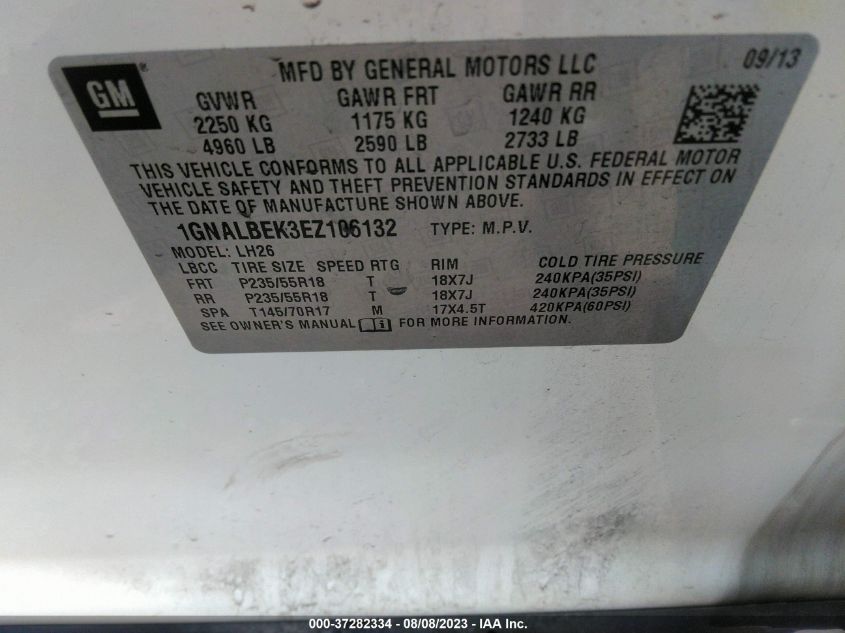 GM
MFD BY GENERAL MOTORS LLC 09/13
GVWR GAWR FRT GAWR RR
2250 KG 1175 KG 1240 KG
4960 LB 2590 LB 2733 LB
THIS VEHICLE CONFORMS TO ALL APPLICABLE U.S. FEDERAL MOTOR
VEHICLE SAFETY AND THEFT PREVENTION STANDARDS IN EFFECT ON
THE DATE OF MANUFACTURE SHOWN ABOVE.
1GNALBEK3EZ106132 TYPE: M.P.V.
MODEL: LH26
LBCC TIRE SIZE SPEED RTG RIM COLD TIRE PRESSURE
FRT P235/55R18 T 18X7J 240KPA(35PSI)
RR P235/55R18 T 18X7J 240KPA(35PSI)
SPA T145/70R17 M 17X4.5T 420KPA(60PSI)
SEE OWNER'S MANUAL FOR MORE INFORMATION.
000-37282334 - 08/08/2023 - IAA Inc.